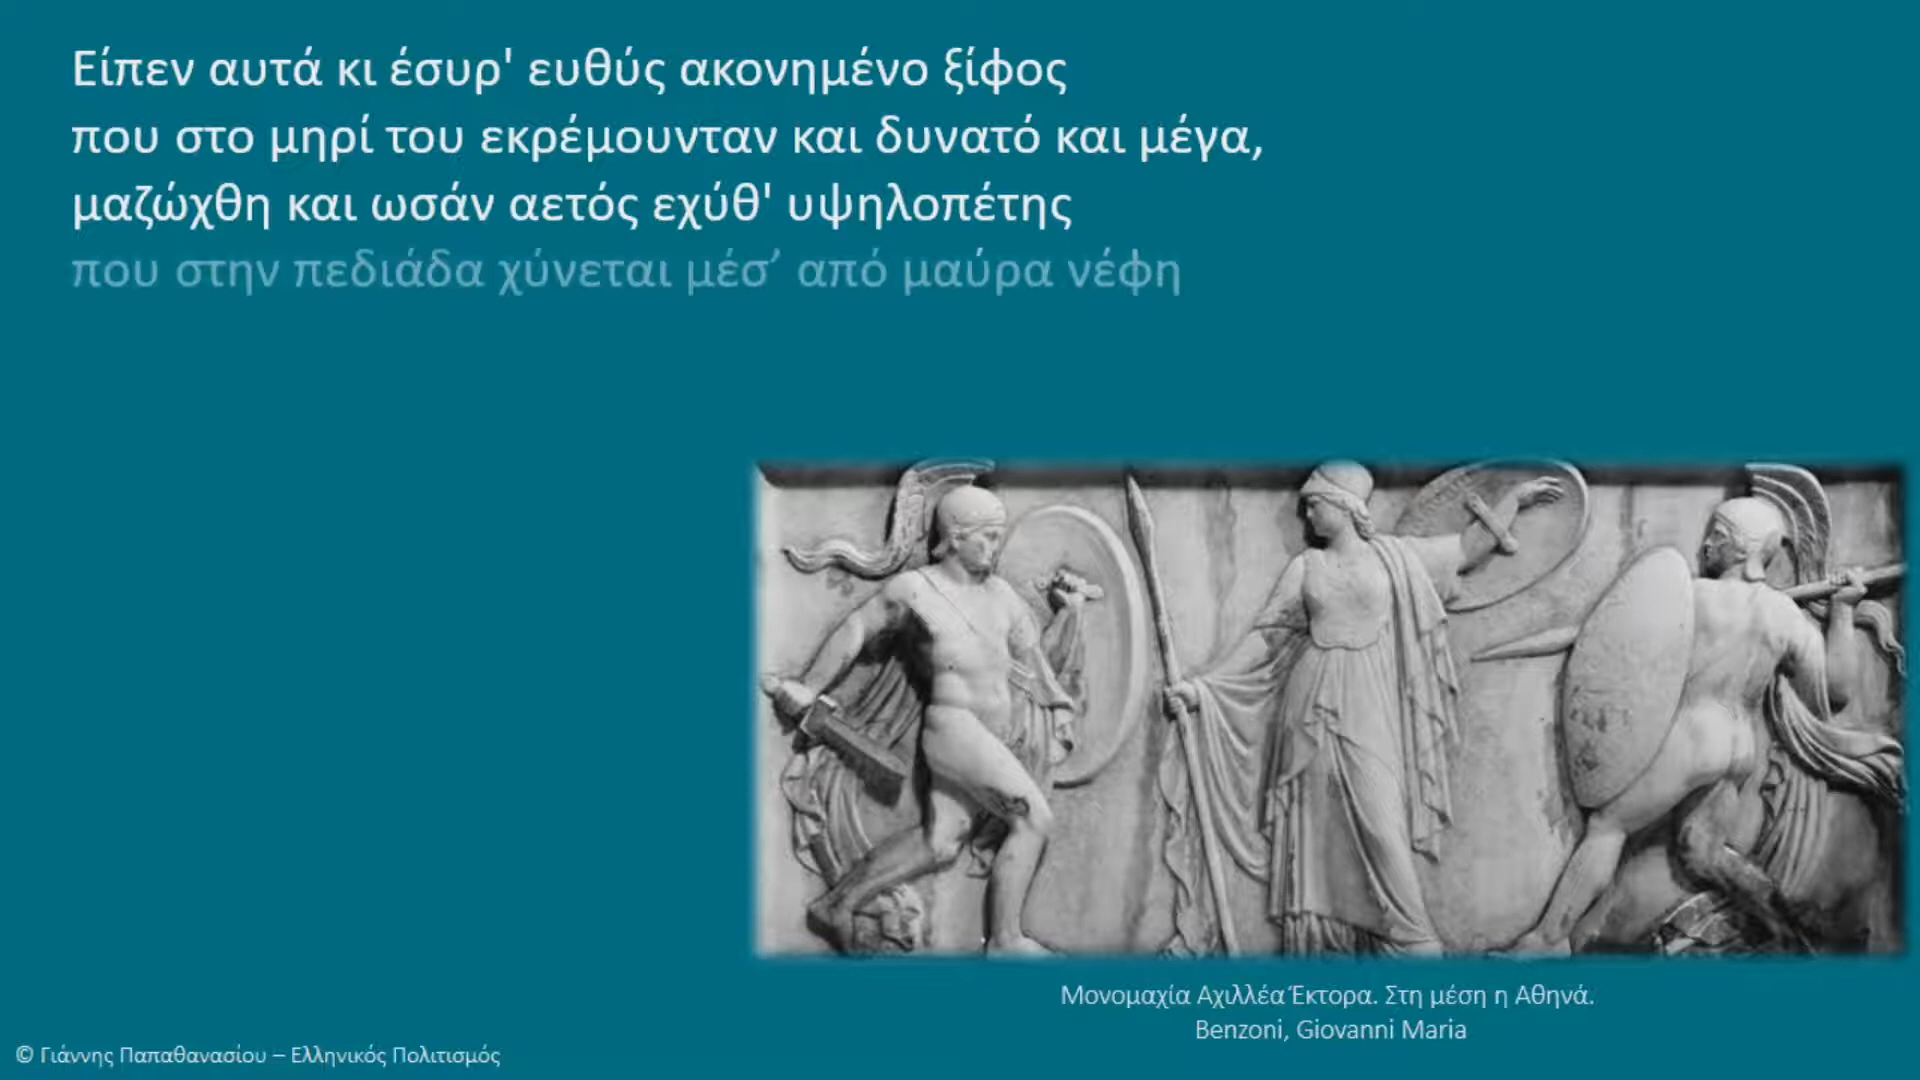 Είπεν αυτά κι έσυρ' ευθύς ακονημένο ξίφος
που στο μηρί του εκρέμουνταν και δυνατό και μέγα,
μαζώχθη και ωσάν αετός εχύθ' υψηλοπέτης
που στην πεδιάδα χύνεται μέσ’ από μαύρα νέφη
Μονομαχία Αχιλλέα Έκτορα. Στη μέση η Αθηνά.
Benzoni, Giovanni Maria
© Γιάννης Παπαθανασίου – Ελληνικός Πολιτισμός